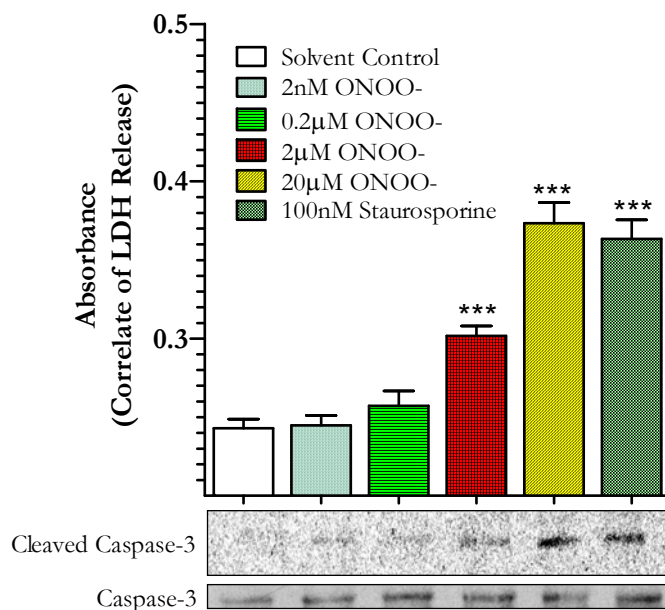 0.5
Solvent Control
2nM ONOO-
0.2μM ONOO-
2μM ONOO-
20μM ONOO-
100nM Staurosporine
0.4
0.3
***
***
***
Absorbance
(Correlate of LDH Release)
Cleaved Caspase-3
Caspase-3